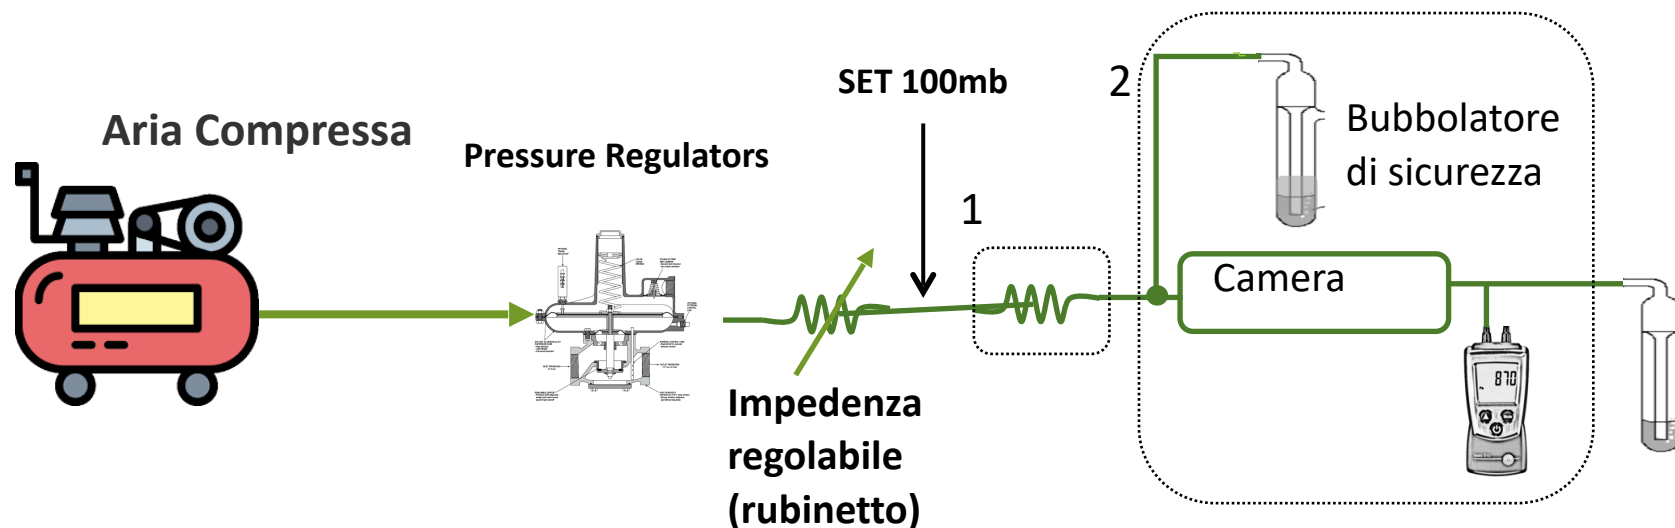 Aria Compressa
Pressure Regulators
SET 100mb
1
2
Bubbolatore
di sicurezza
Camera
870
Impedenza
regolabile
(rubinetto)